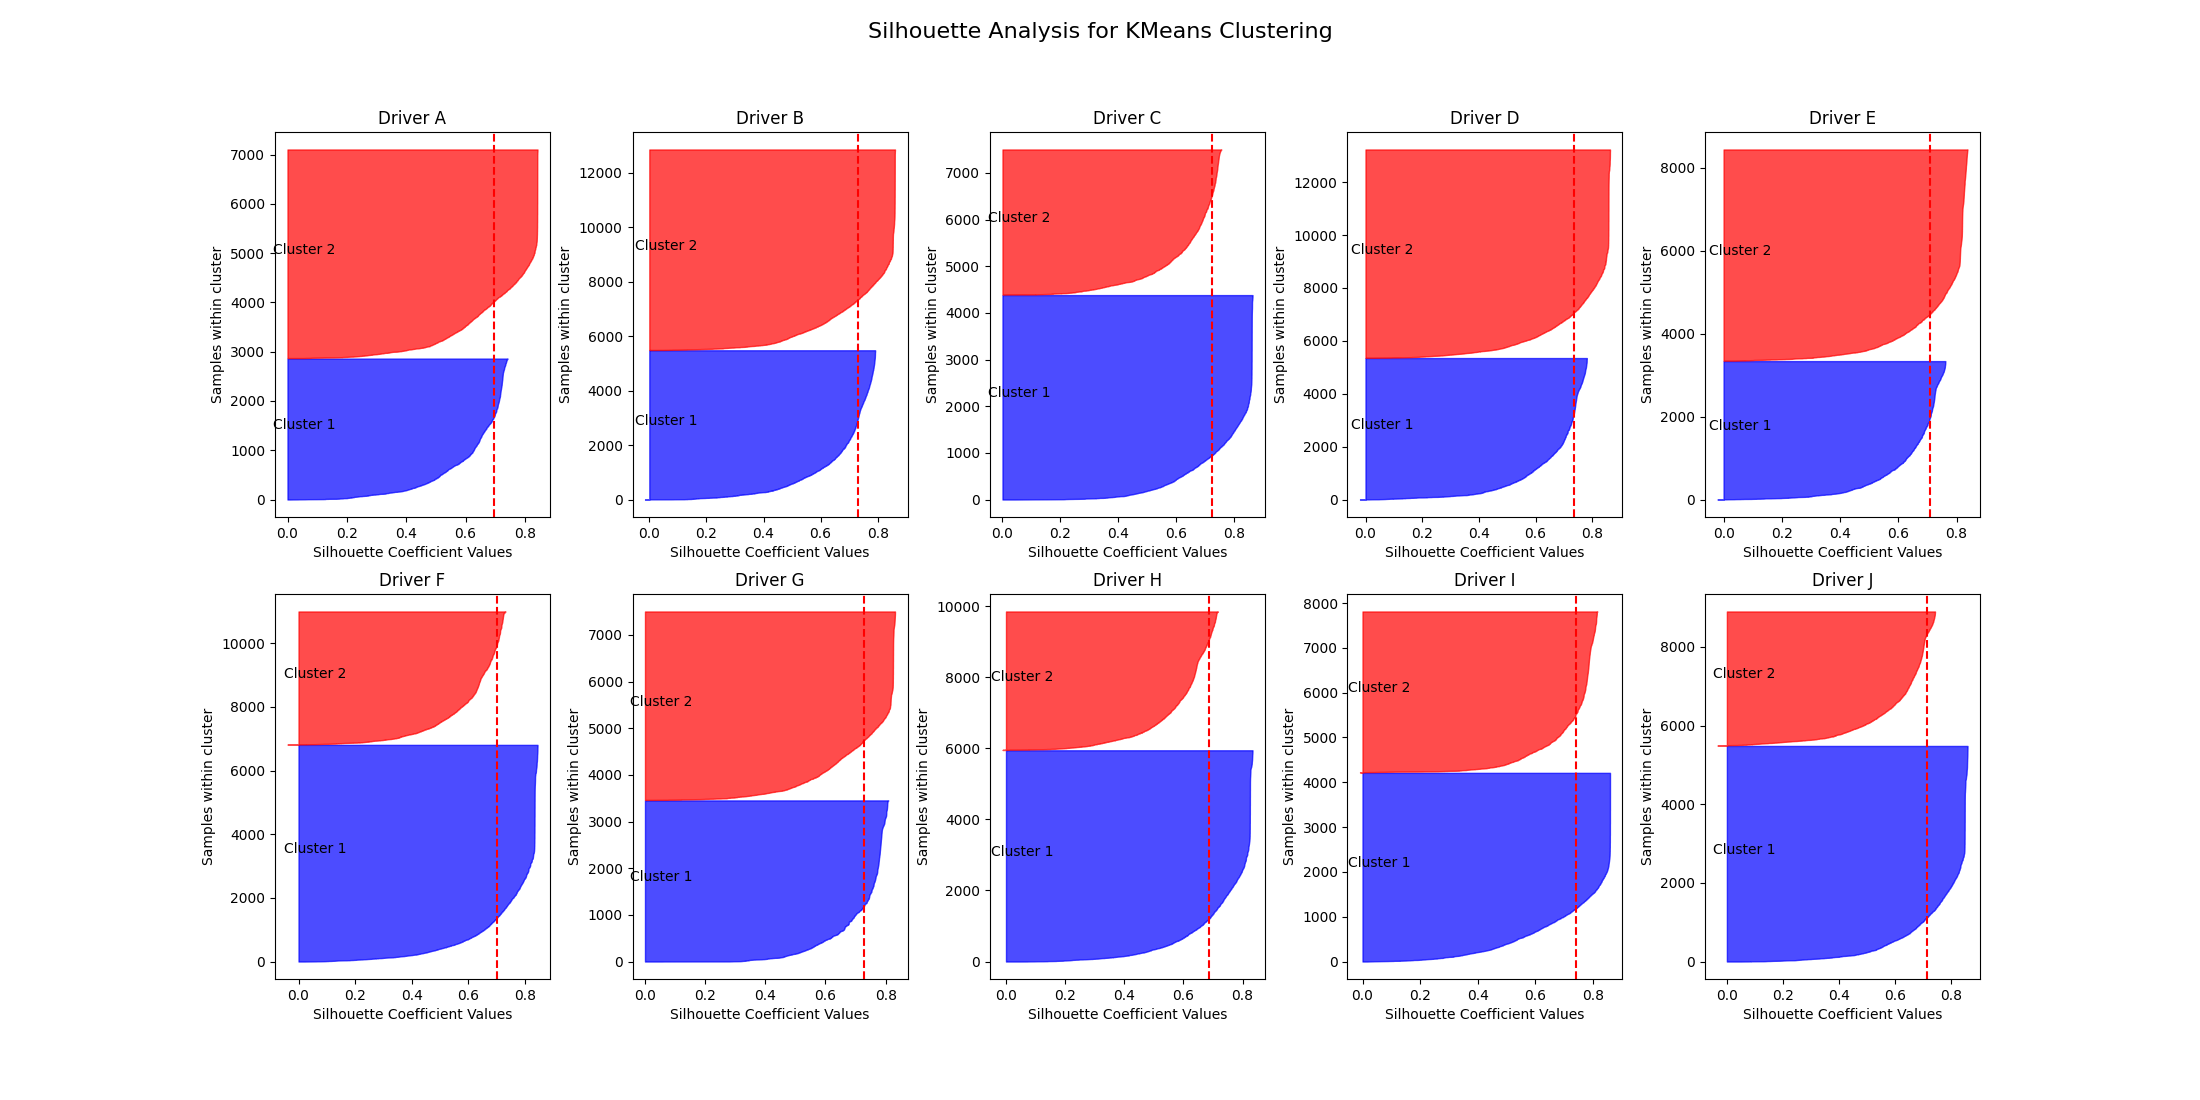 Silhouette Analysis for KMeans Clustering
Driver A
7000
6000
5000
4000
3000
2000
1000
0
Samples within cluster
Cluster 2
Cluster 1
0.0 0.2 0.4 0.6 0.8
Silhouette Coefficient Values
Driver B
12000
10000
8000
6000
4000
2000
0
Samples within cluster
Cluster 2
Cluster 1
0.0 0.2 0.4 0.6 0.8
Silhouette Coefficient Values
Driver C
7000
6000
5000
4000
3000
2000
1000
0
Samples within cluster
Cluster 2
Cluster 1
0.0 0.2 0.4 0.6 0.8
Silhouette Coefficient Values
Driver D
12000
10000
8000
6000
4000
2000
0
Samples within cluster
Cluster 2
Cluster 1
0.0 0.2 0.4 0.6 0.8
Silhouette Coefficient Values
Driver E
8000
6000
4000
2000
0
Samples within cluster
Cluster 2
Cluster 1
0.0 0.2 0.4 0.6 0.8
Silhouette Coefficient Values
Driver F
10000
8000
6000
4000
2000
0
Samples within cluster
Cluster 2
Cluster 1
0.0 0.2 0.4 0.6 0.8
Silhouette Coefficient Values
Driver G
7000
6000
5000
4000
3000
2000
1000
0
Samples within cluster
Cluster 2
Cluster 1
0.0 0.2 0.4 0.6 0.8
Silhouette Coefficient Values
Driver H
10000
8000
6000
4000
2000
0
Samples within cluster
Cluster 2
Cluster 1
0.0 0.2 0.4 0.6 0.8
Silhouette Coefficient Values
Driver I
8000
7000
6000
5000
4000
3000
2000
1000
0
Samples within cluster
Cluster 2
Cluster 1
0.0 0.2 0.4 0.6 0.8
Silhouette Coefficient Values
Driver J
8000
6000
4000
2000
0
Samples within cluster
Cluster 2
Cluster 1
0.0 0.2 0.4 0.6 0.8
Silhouette Coefficient Values